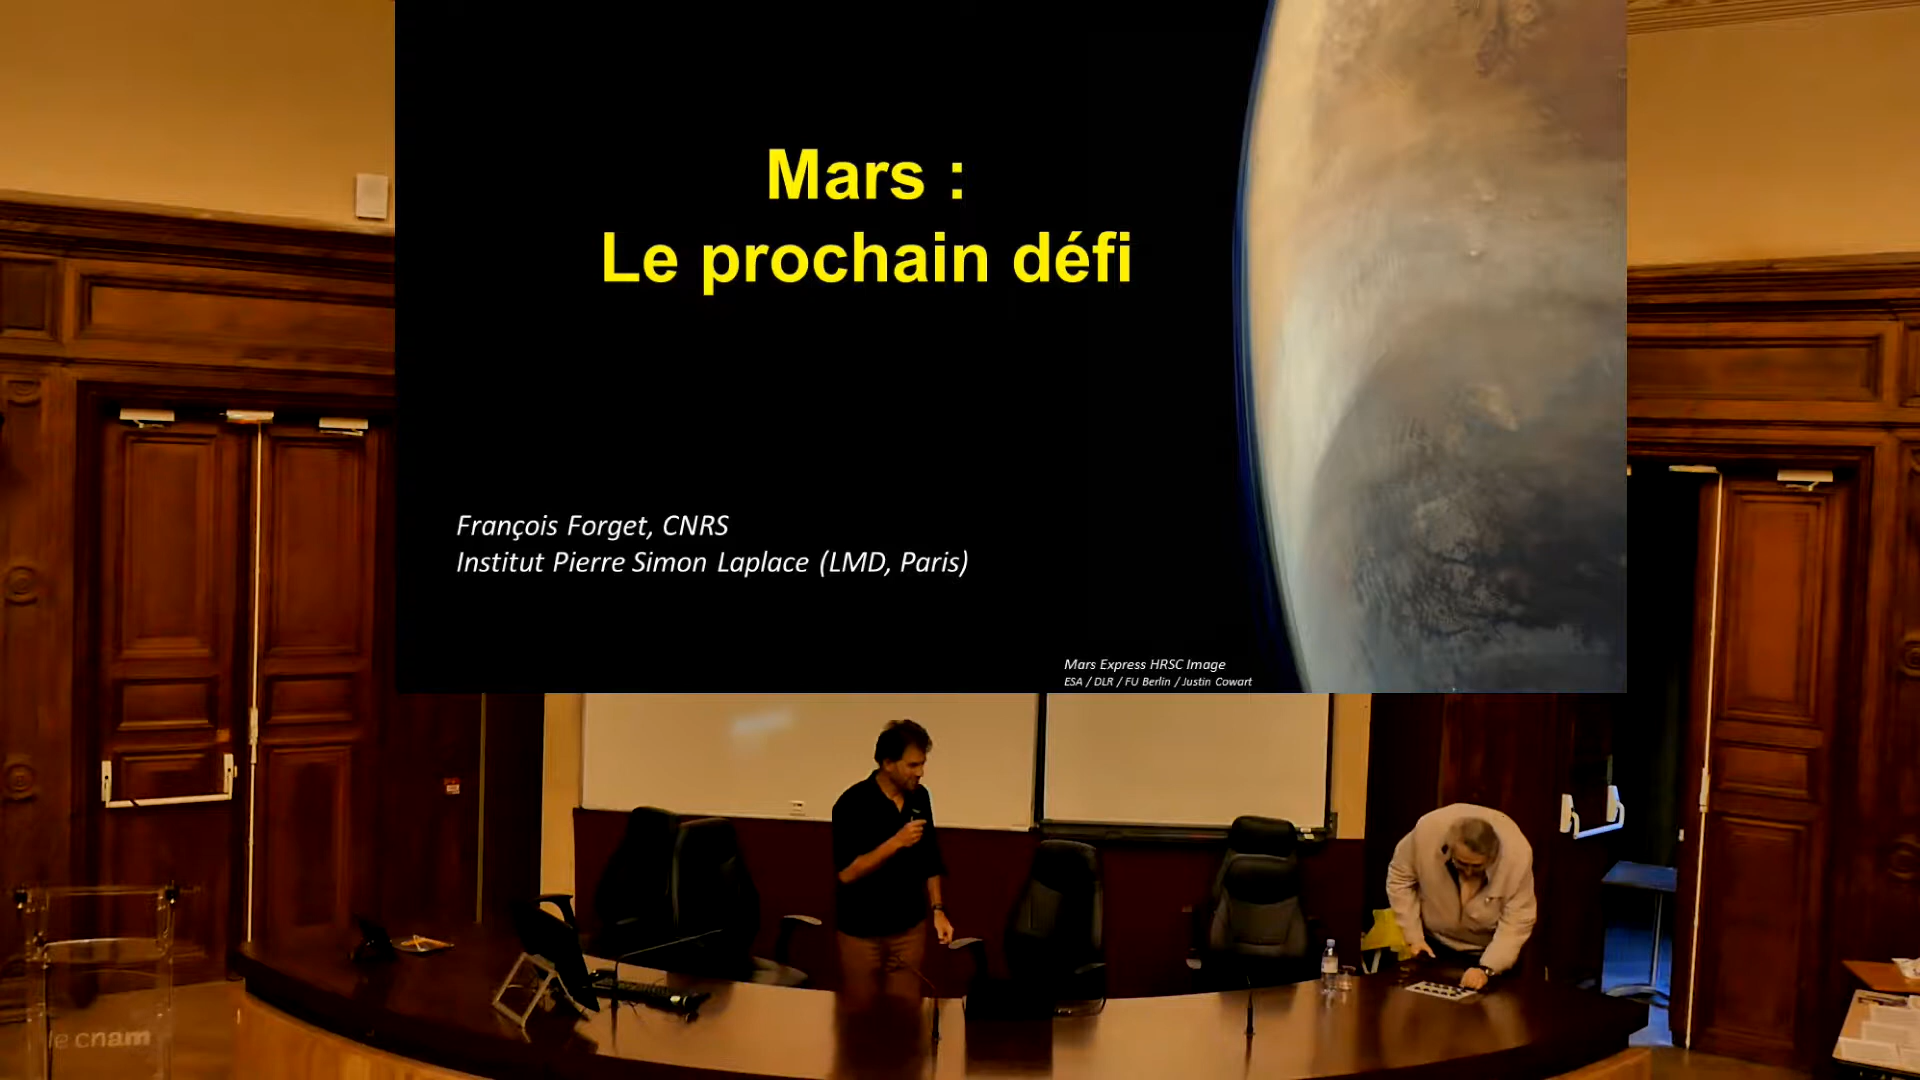 Mars :
Le prochain défi
François Forget, CNRS
Institut Pierre Simon Laplace (LMD, Paris)
Mars Express HRSC Image
ESA / DLR / FU Berlin / Justin Cowart
le cnam